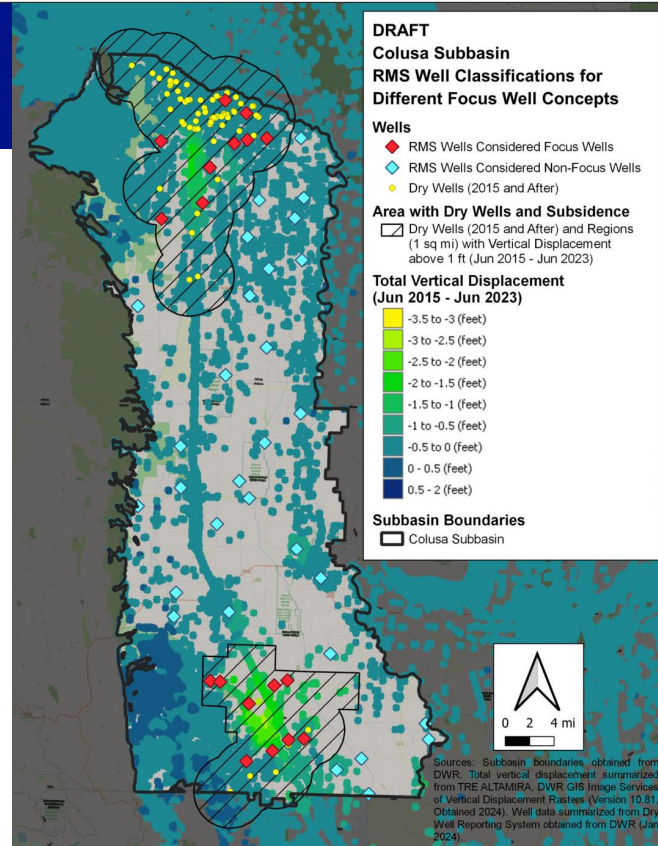 DRAFT
Colusa Subbasin
RMS Well Classifications for
Different Focus Well Concepts
Wells
RMS Wells Considered Focus Wells
RMS Wells Considered Non-Focus Wells
Dry Wells (2015 and After)
Area with Dry Wells and Subsidence
Dry Wells (2015 and After) and Regions
(1 sq mi) with Vertical Displacement
above 1 ft (Jun 2015 - Jun 2023)
Total Vertical Displacement
(Jun 2015 - Jun 2023)
-3.5 to -3 (feet)
-3 to -2.5 (feet)
-2.5 to -2 (feet)
-2 to -1.5 (feet)
-1.5 to -1 (feet)
-1 to -0.5 (feet)
-0.5 to 0 (feet)
0 - 0.5 (feet)
0.5 - 2 (feet)
Subbasin Boundaries
Colusa Subbasin
0 2 4 mi
Sources: Subbasin boundaries obtained from
DWR. Total vertical displacement summarized
from TRE ALTAMIRA, DWR GIS Image Services
of Vertical Displacement Rasters (Version 10.81,
Obtained 2024). Well data summarized from Dry
Well Reporting System obtained from DWR (Jan
2024).